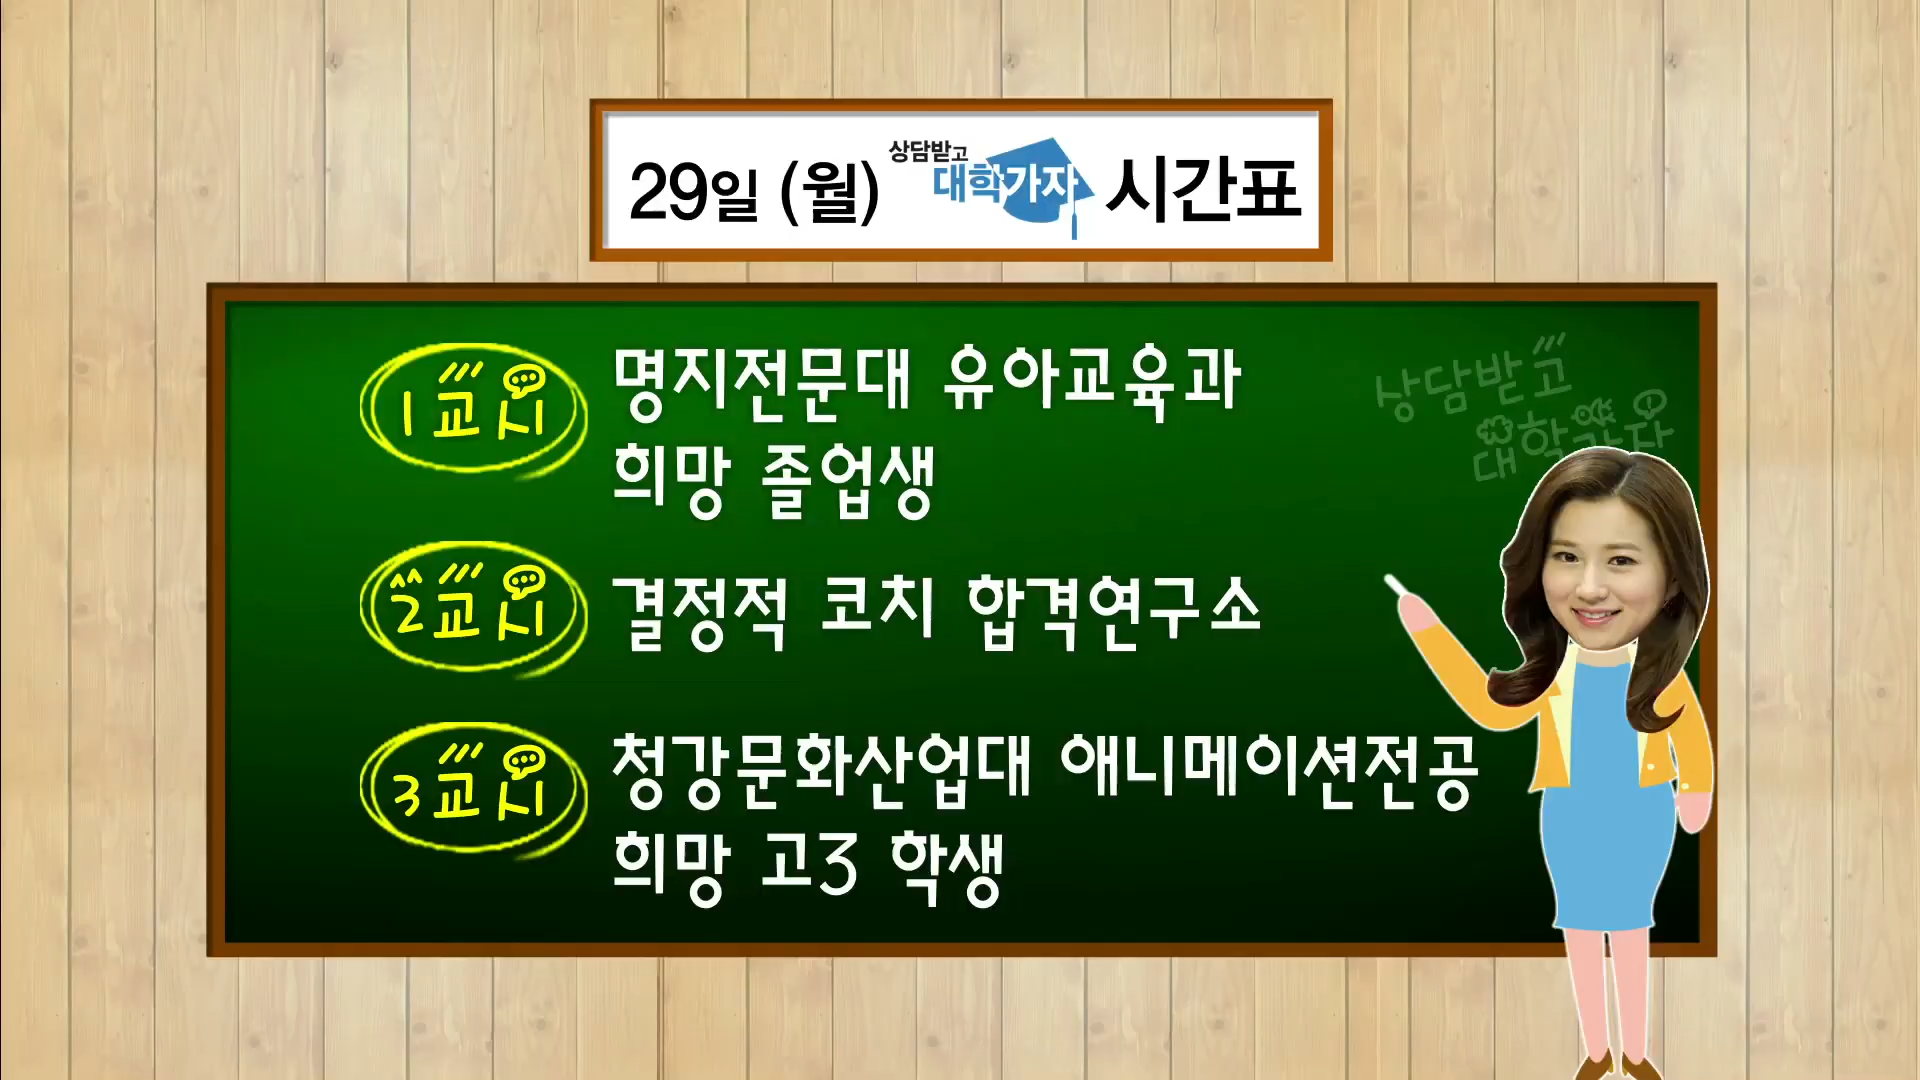 29일 (월) 상담받고 대학가자 시간표
상담받고
대학가자
1교시
명지전문대 유아교육과
희망 졸업생
2교시
결정적 코치 합격연구소
3교시
청강문화산업대 애니메이션전공
희망 고3 학생